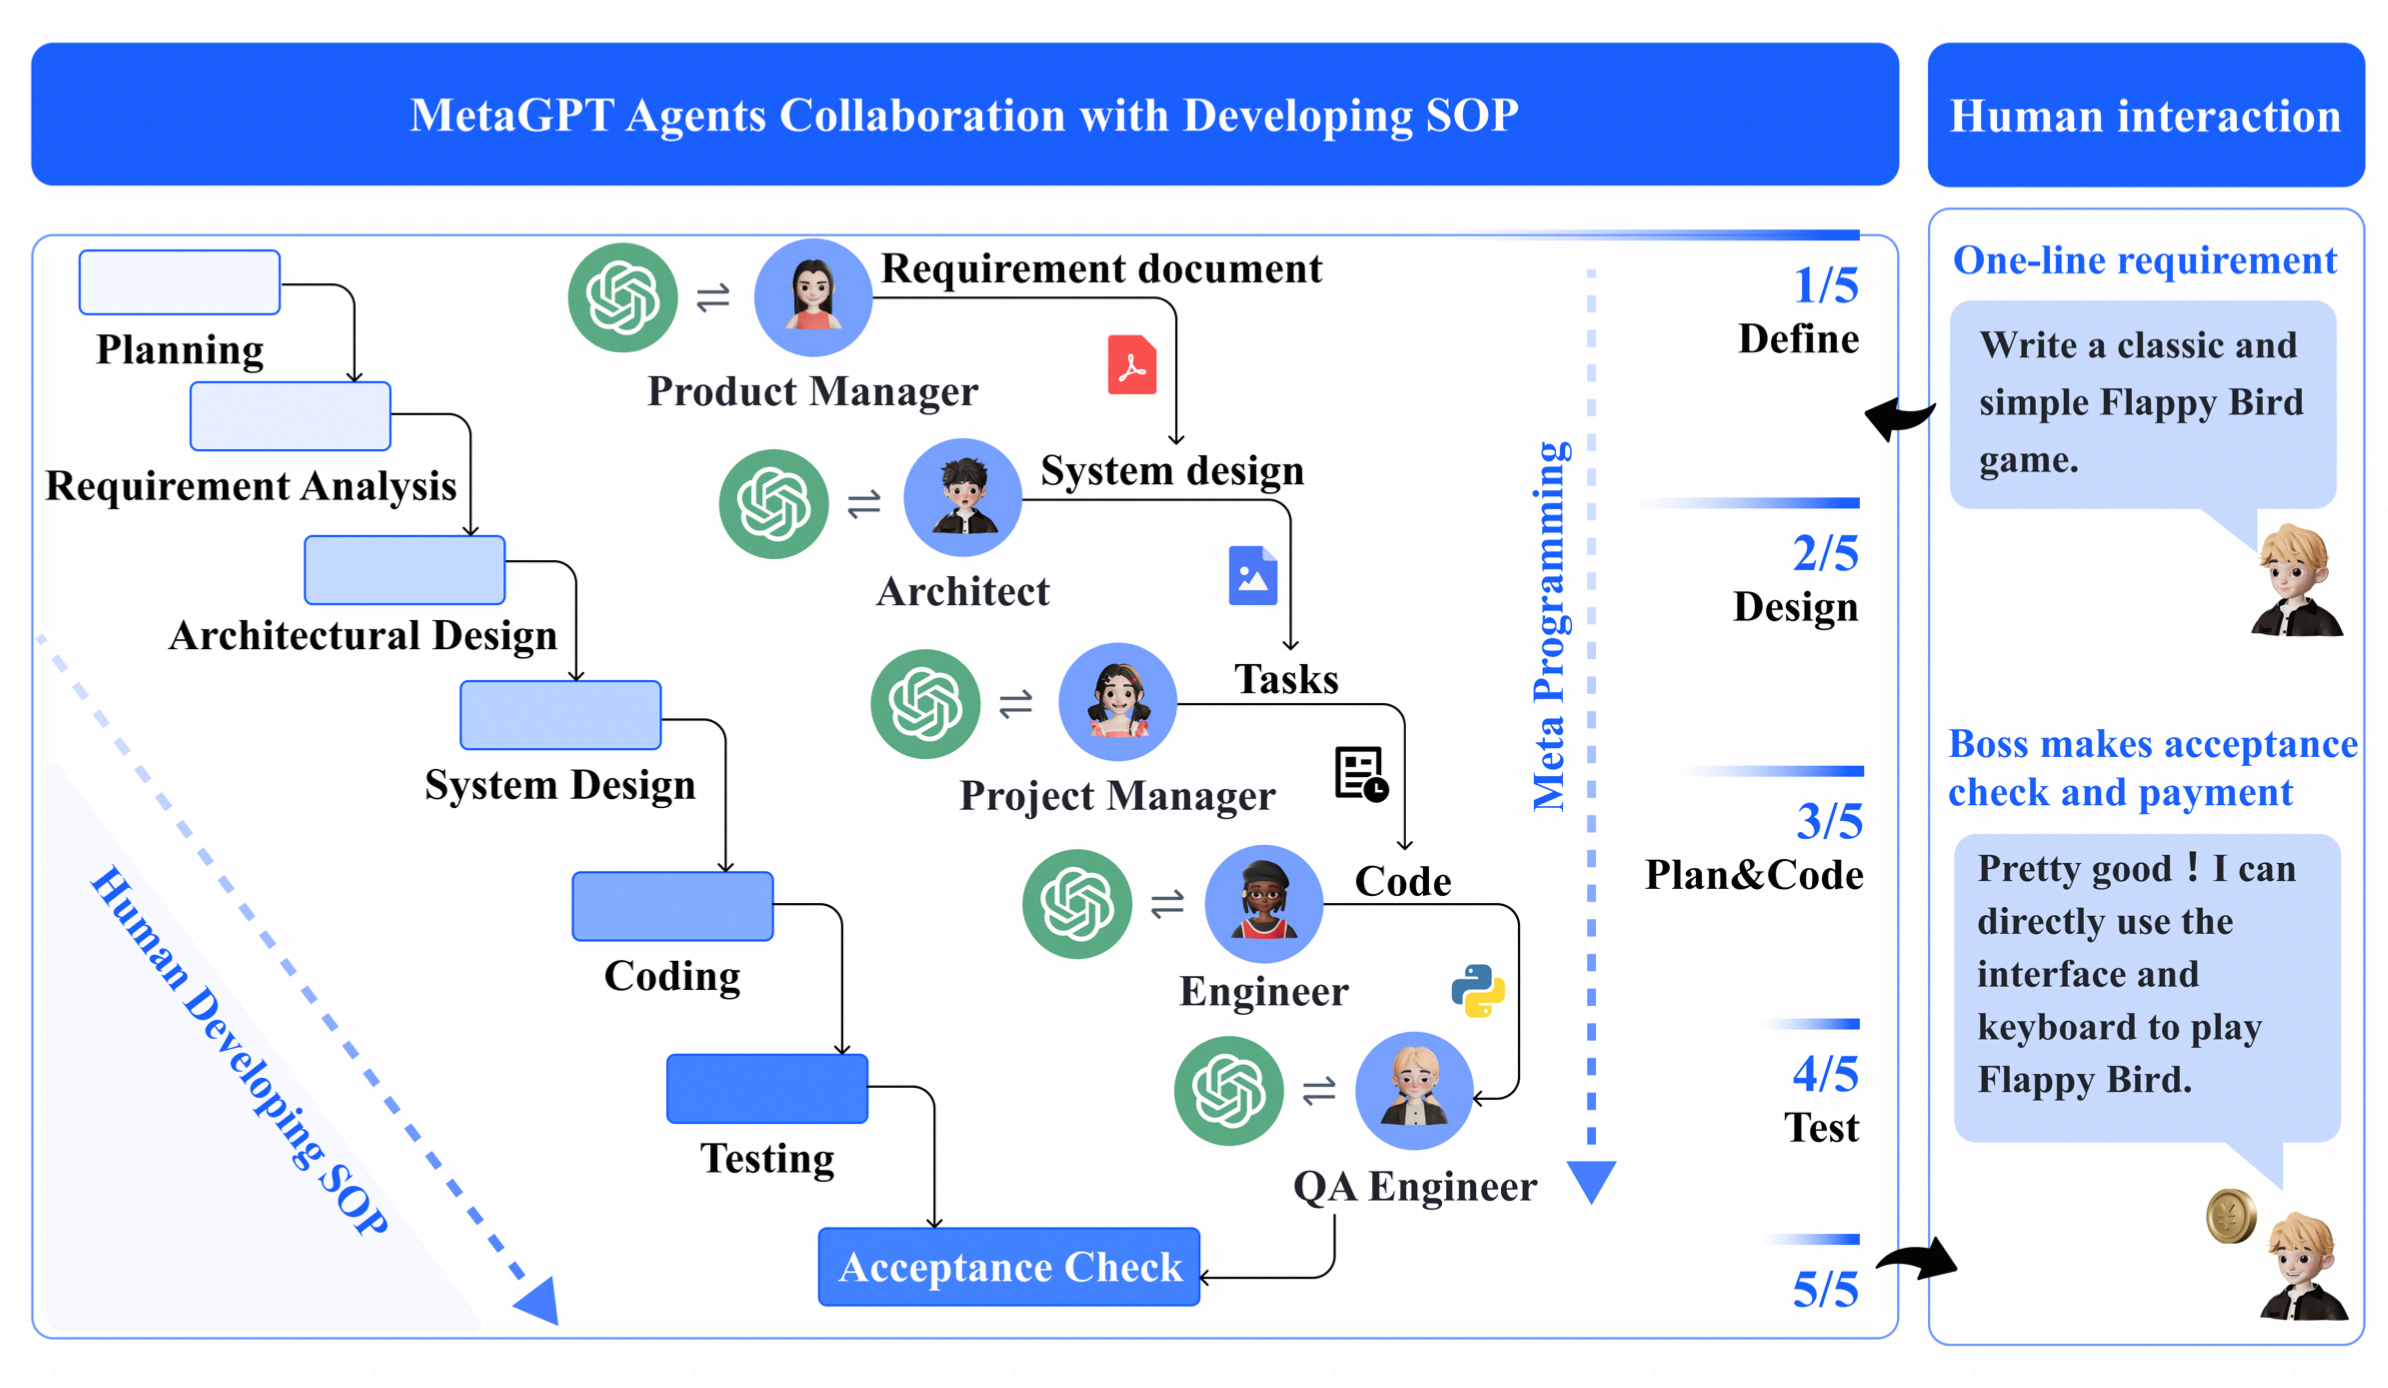 MetaGPT Agents Collaboration with Developing SOP
Human interaction
Planning
Requirement Analysis
Architectural Design
System Design
Coding
Testing
Acceptance Check
Human Developing SOP
Requirement document
Product Manager
System design
Architect
Tasks
Project Manager
Code
Engineer
QA Engineer
Meta Programming
1/5
Define
2/5
Design
3/5
Plan&Code
4/5
Test
5/5
One-line requirement
Write a classic and
simple Flappy Bird
game.
Boss makes acceptance
check and payment
Pretty good！I can
directly use the
interface and
keyboard to play
Flappy Bird.
¥